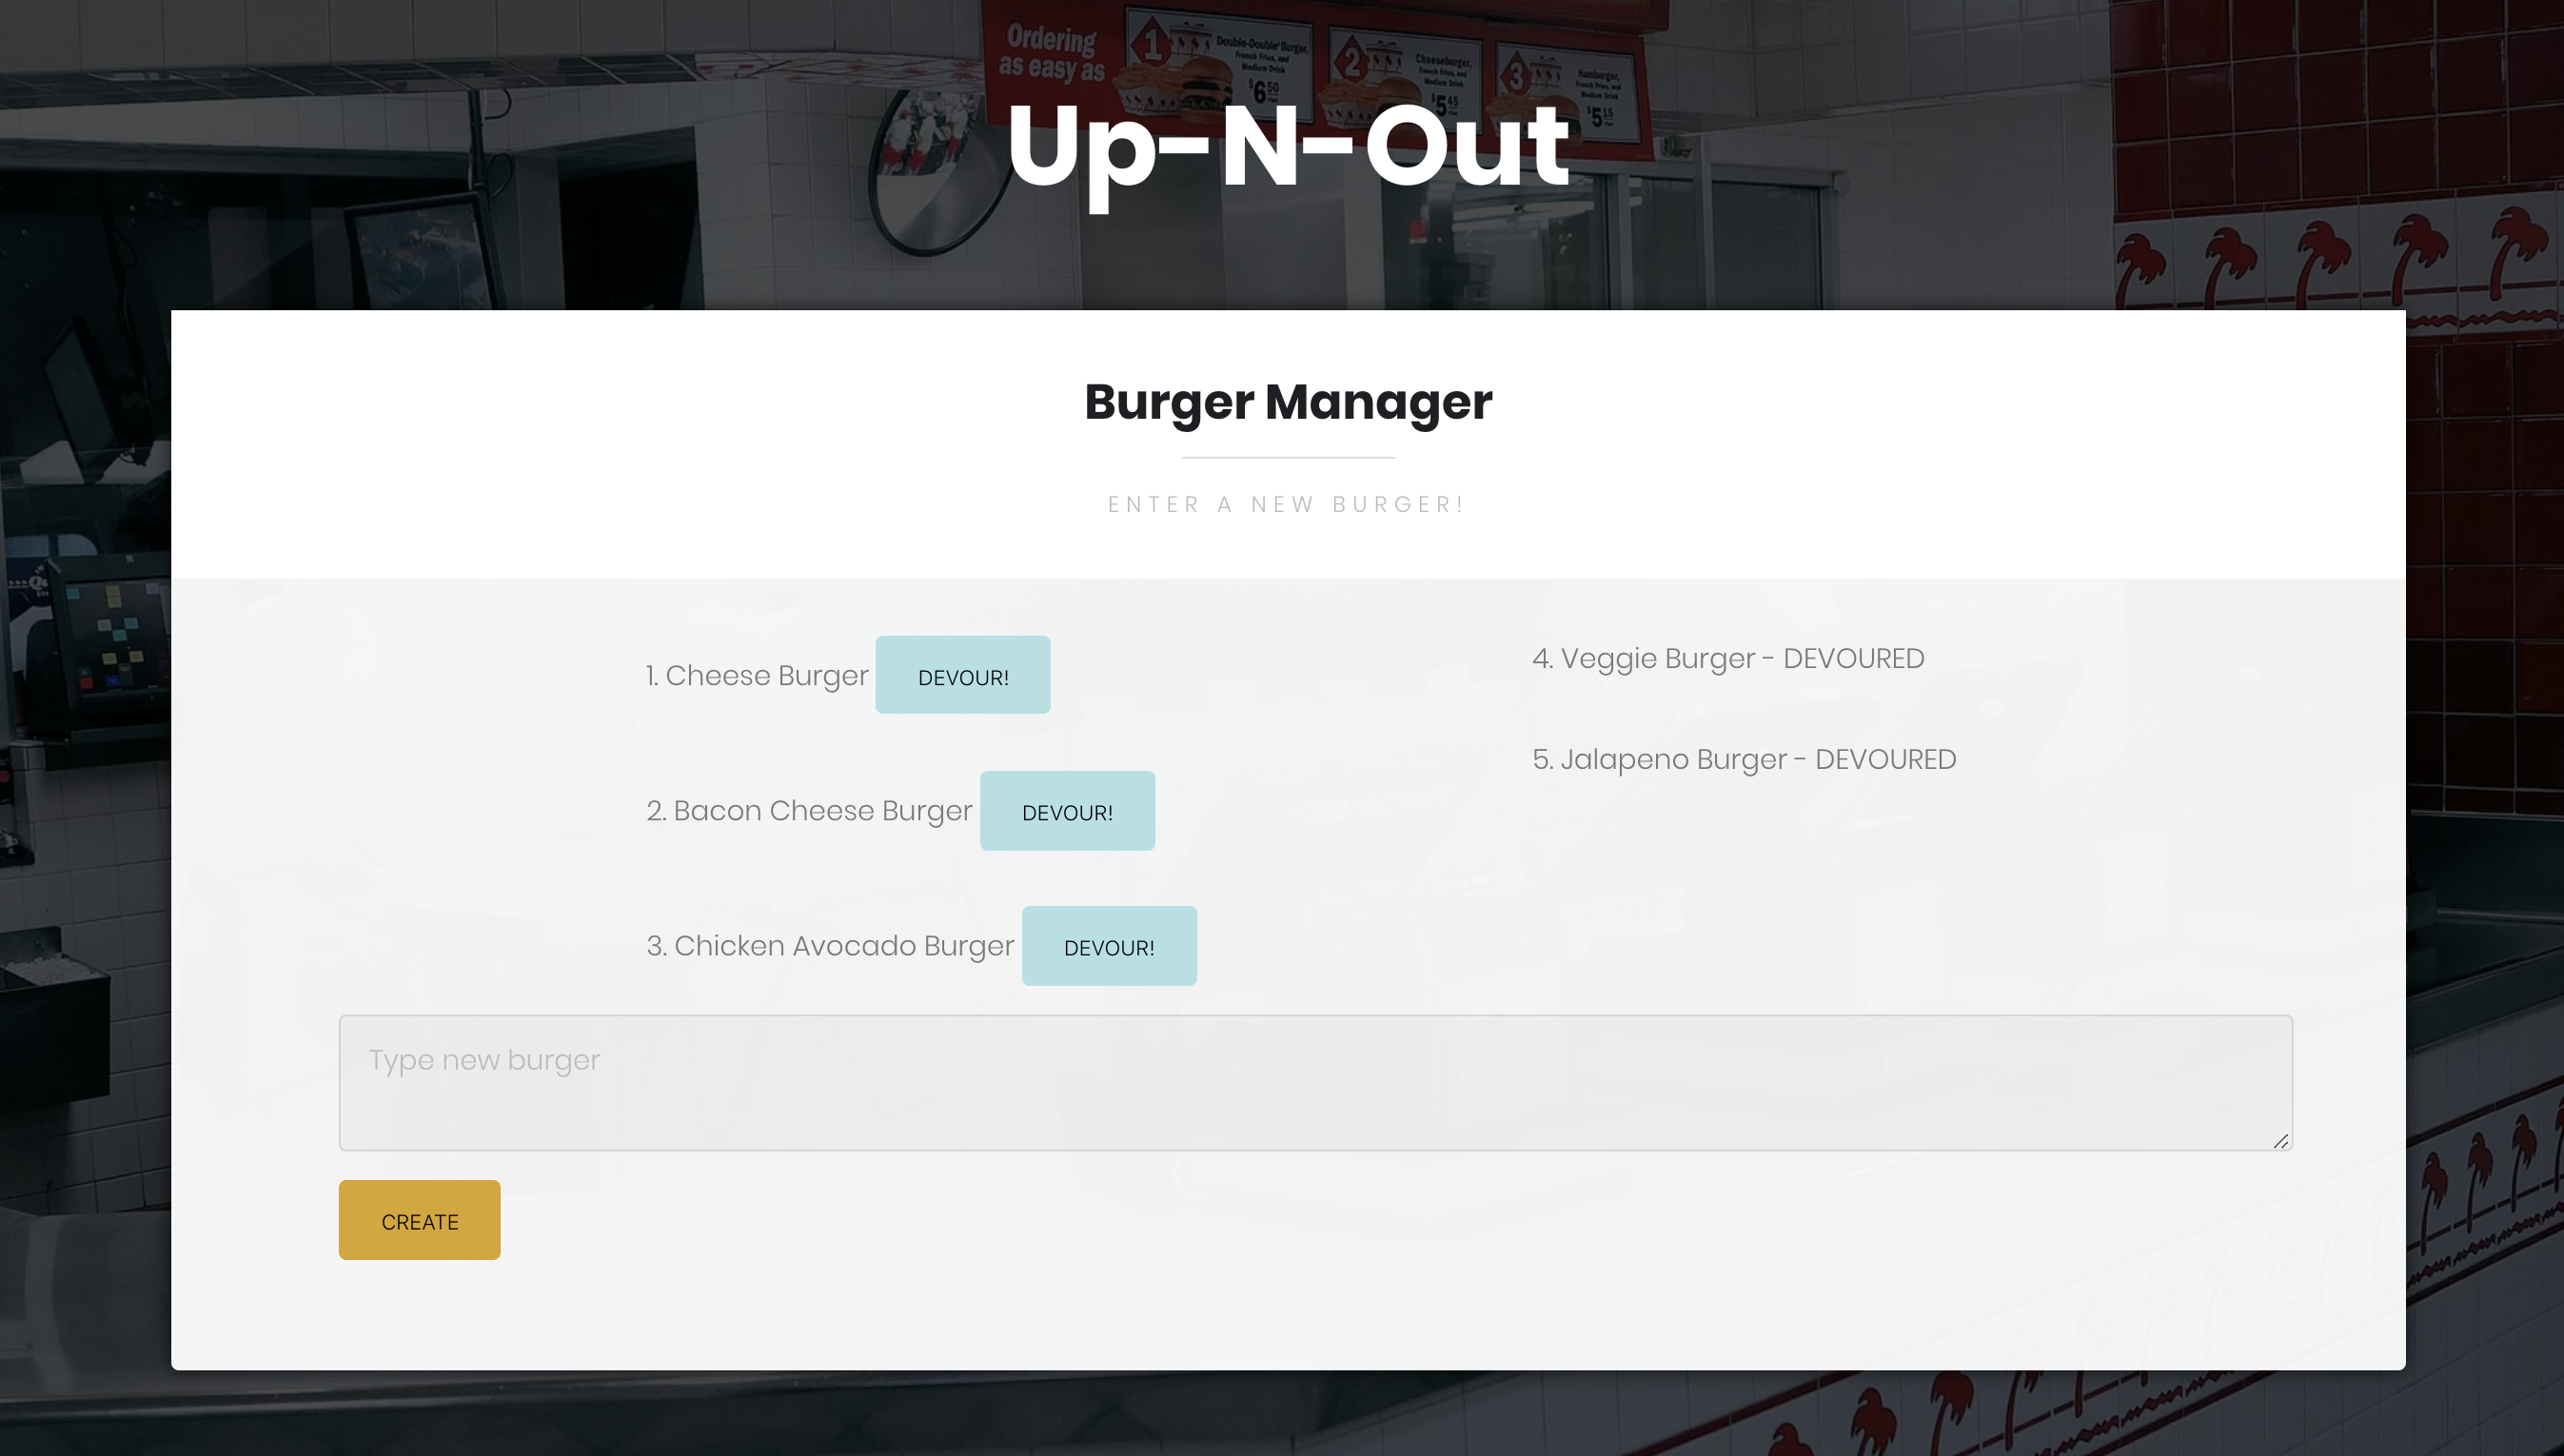 Ordering
as easy as
1
Double-Double Burger,
French Fries, and
Medium Drink
$6.50
2
Cheeseburger,
French Fries, and
Medium Drink
$5.45
3
Hamburger,
French Fries, and
Medium Drink
$5.15
Up-N-Out
Burger Manager
ENTER A NEW BURGER!
1. Cheese Burger DEVOUR!
2. Bacon Cheese Burger DEVOUR!
3. Chicken Avocado Burger DEVOUR!
4. Veggie Burger - DEVOURED
5. Jalapeno Burger - DEVOURED
Type new burger
CREATE